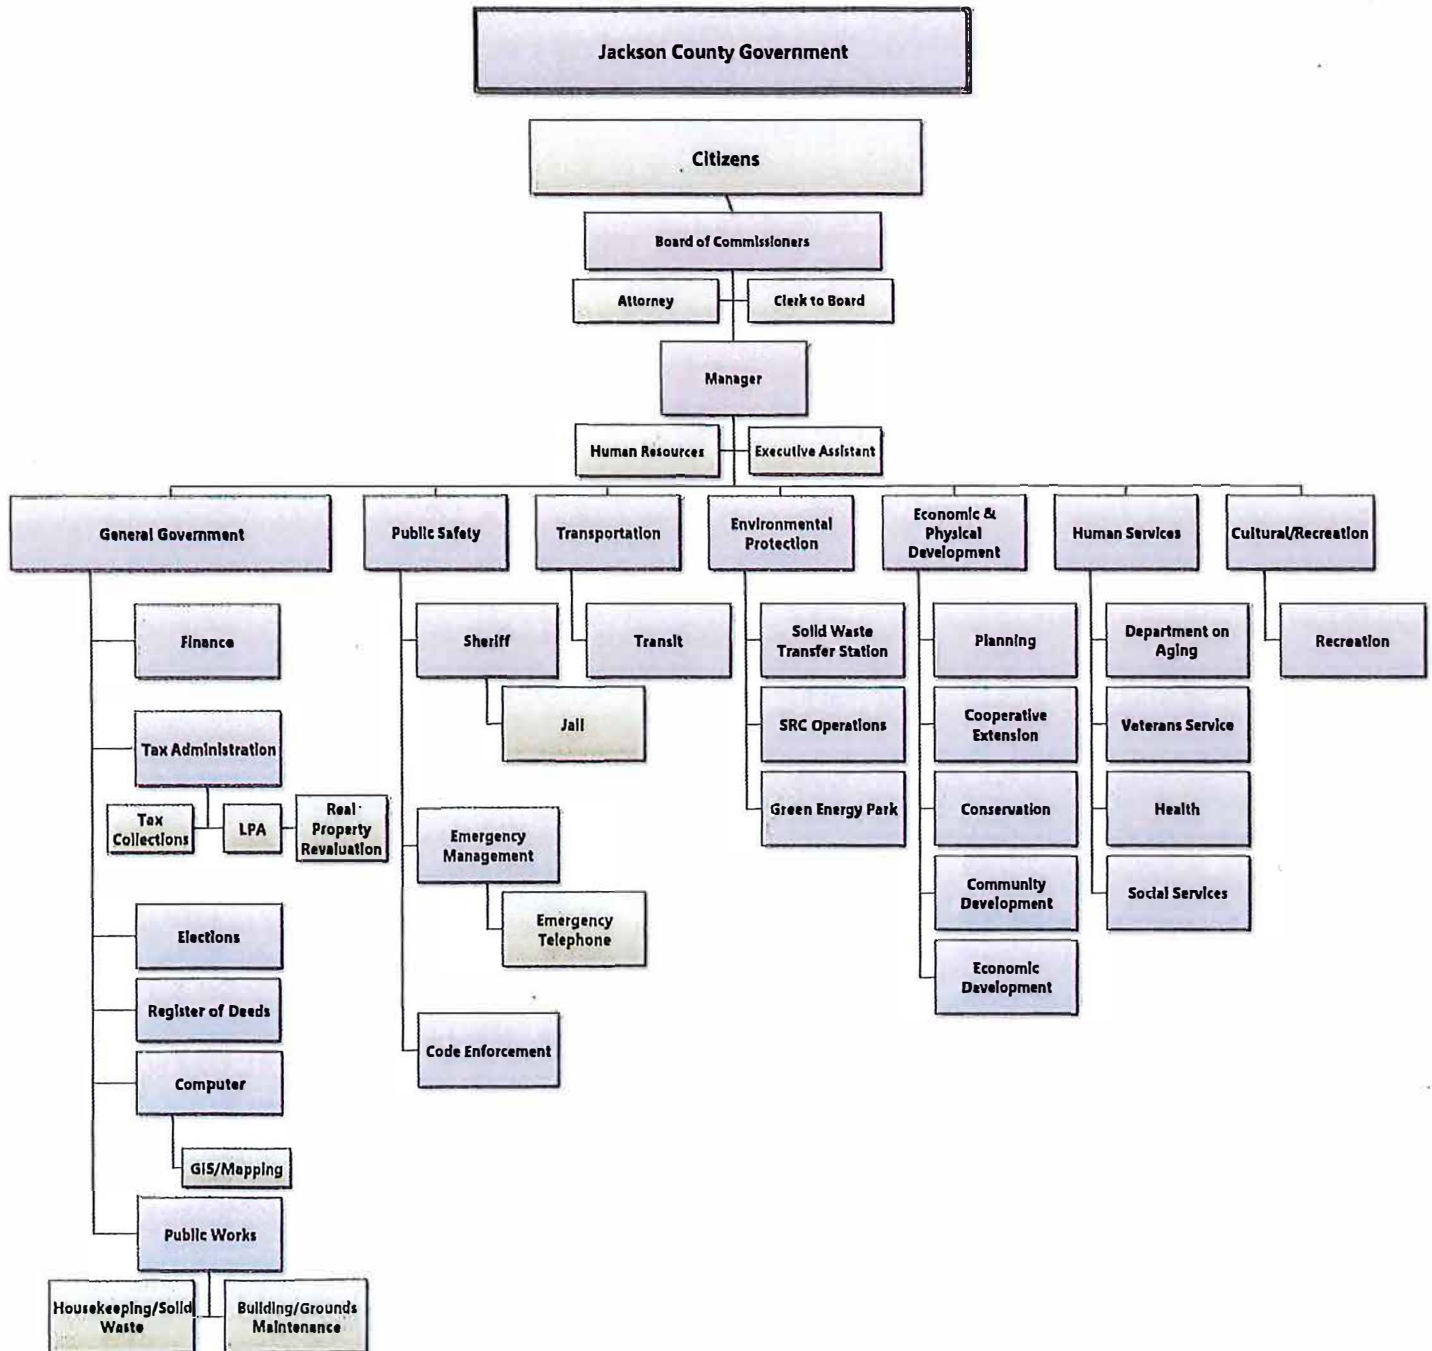 Jackson County Government
Citizens
Board of Commissioners
Attorney
Clerk to Board
Manager
Human Resources
Executive Assistant
General Government
Public Safety
Transportation
Environmental
Protection
Economic &
Physical
Development
Human Services
Cultural/Recreation
Finance
Sheriff
Transit
Solid Waste
Transfer Station
Planning
Department on
Aging
Recreation
Tax Administration
Jail
SRC Operations
Cooperative
Extension
Veterans Service
Tax
Collections
LPA
Real
Property
Revaluation
Emergency
Management
Green Energy Park
Conservation
Health
Emergency
Telephone
Community
Development
Social Services
Elections
Economic
Development
Register of Deeds
Code Enforcement
Computer
GIS/Mapping
Public Works
Housekeeping/Solid
Waste
Building/Grounds
Maintenance